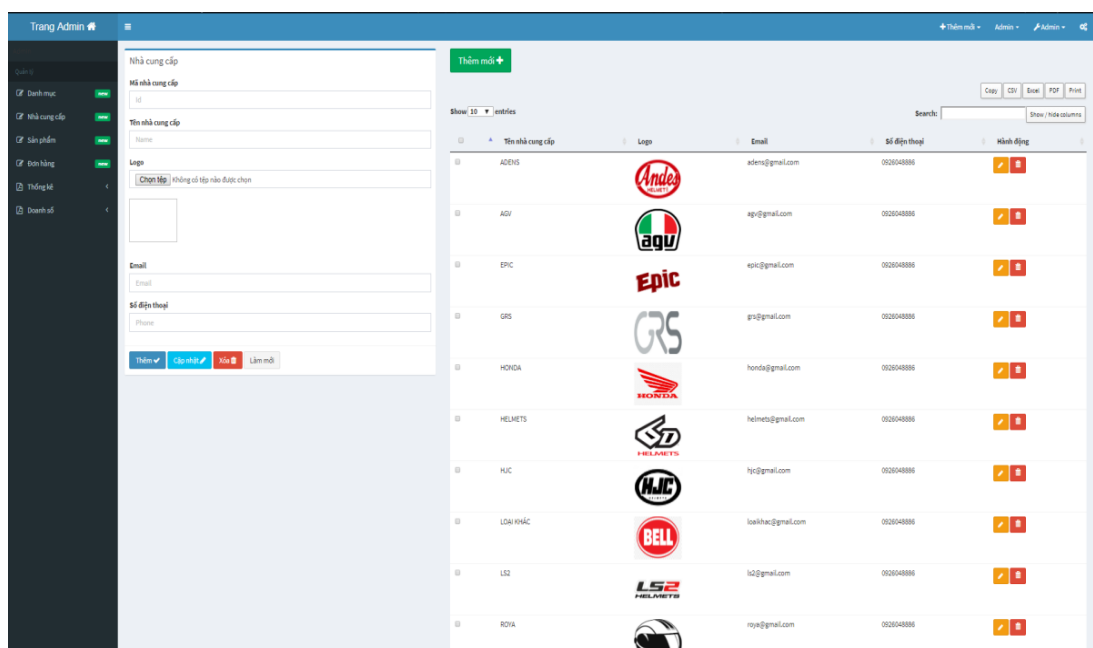 Trang Admin
+Thêm mới
Admin
Admin
Quản lý
Danh mục new
Nhà cung cấp new
Sản phẩm new
Đơn hàng new
Thống kê
Doanh số
Nhà cung cấp
Mã nhà cung cấp
Id
Tên nhà cung cấp
Name
Logo
Chọn tệp Không có tệp nào được chọn
Email
Email
Số điện thoại
Phone
Thêm Cập nhật Xóa Làm mới
Thêm mới +
Copy CSV Excel PDF Print
Show 10 entries
Search:
Show / hide columns
Tên nhà cung cấp Logo Email Số điện thoại Hành động
ADENS Andes HELMETS adens@gmail.com 0926048886
AGV agv agv@gmail.com 0926048886
EPIC Epic epic@gmail.com 0926048886
GRS GRS grs@gmail.com 0926048886
HONDA HONDA honda@gmail.com 0926048886
HELMETS 6D HELMETS helmets@gmail.com 0926048886
HJC HJC HELMETS hjc@gmail.com 0926048886
LOẠI KHÁC BELL loaikhac@gmail.com 0926048886
LS2 LS2 HELMETS ls2@gmail.com 0926048886
ROYA roya@gmail.com 0926048886